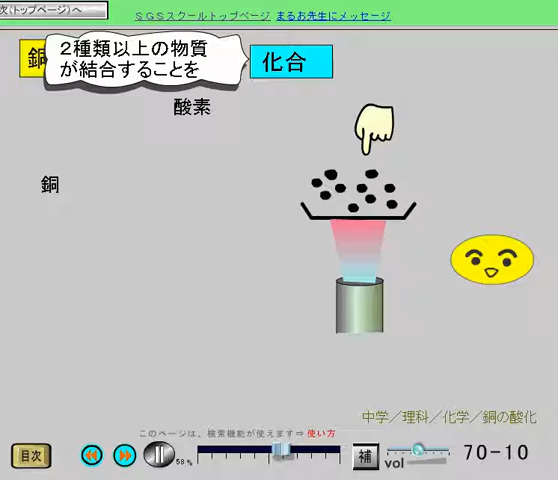 次(トップページ)へ
ＳＧＳスクールトップページ まるお先生にメッセージ
２種類以上の物質
が結合することを
化合
酸素
銅
中学／理科／化学／銅の酸化
このページは、検索機能が使えます⇒ 使い方
目次
58％
補
vol
70-10